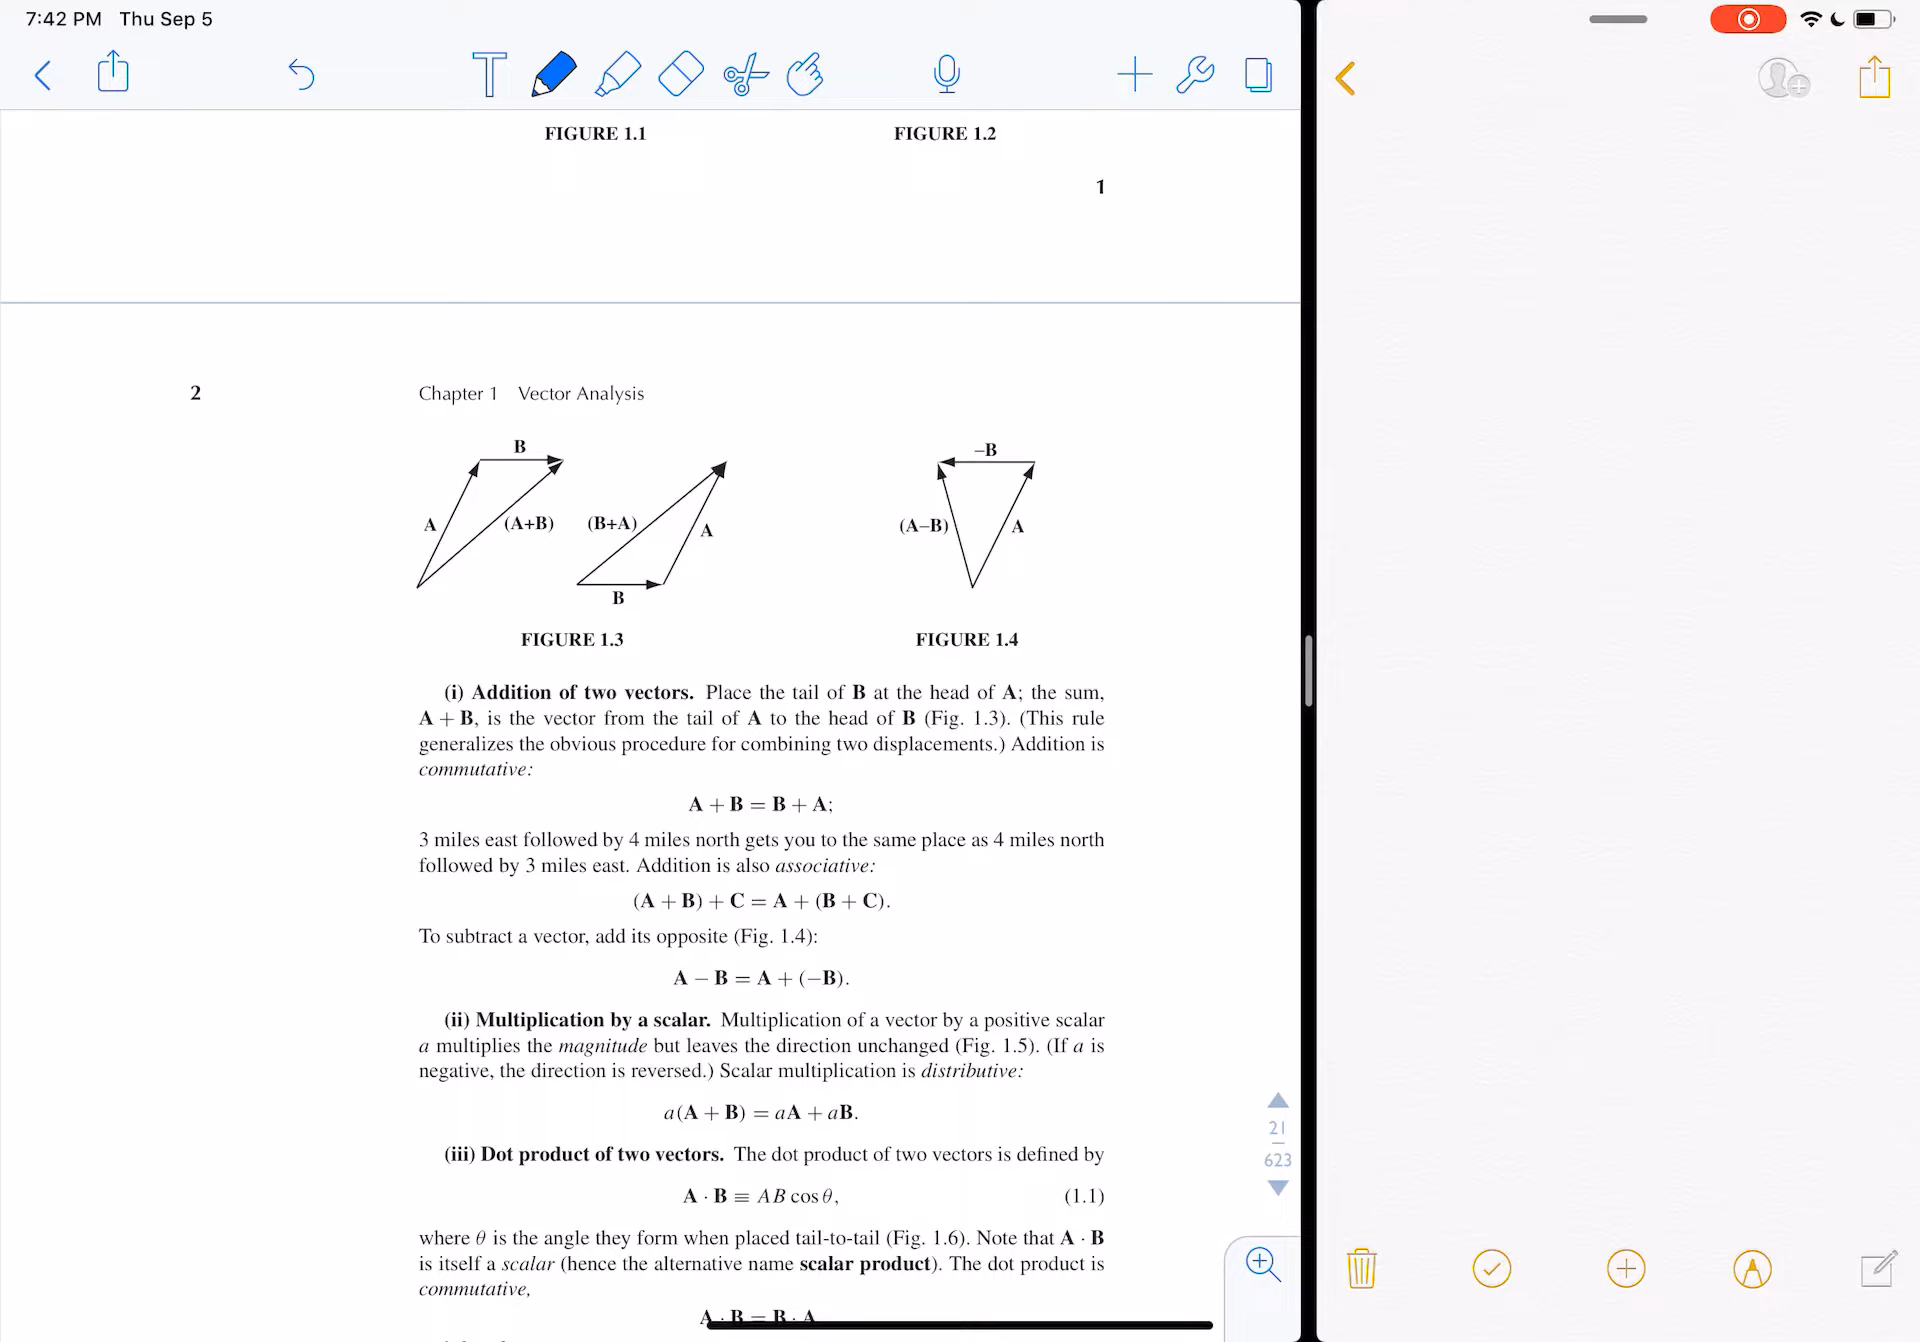 7:42 PM Thu Sep 5
T
FIGURE 1.1 FIGURE 1.2
1
2 Chapter 1 Vector Analysis
B
A
(A+B)
(B+A)
A
B
–B
(A–B)
A
FIGURE 1.3 FIGURE 1.4
(i) Addition of two vectors. Place the tail of B at the head of A; the sum,
A + B, is the vector from the tail of A to the head of B (Fig. 1.3). (This rule
generalizes the obvious procedure for combining two displacements.) Addition is
commutative:
A + B = B + A;
3 miles east followed by 4 miles north gets you to the same place as 4 miles north
followed by 3 miles east. Addition is also associative:
(A + B) + C = A + (B + C).
To subtract a vector, add its opposite (Fig. 1.4):
A − B = A + (−B).
(ii) Multiplication by a scalar. Multiplication of a vector by a positive scalar
a multiplies the magnitude but leaves the direction unchanged (Fig. 1.5). (If a is
negative, the direction is reversed.) Scalar multiplication is distributive:
a(A + B) = aA + aB.
(iii) Dot product of two vectors. The dot product of two vectors is defined by
A · B ≡ AB cos θ, (1.1)
where θ is the angle they form when placed tail-to-tail (Fig. 1.6). Note that A · B
is itself a scalar (hence the alternative name scalar product). The dot product is
commutative,
A · B = B · A
21
623